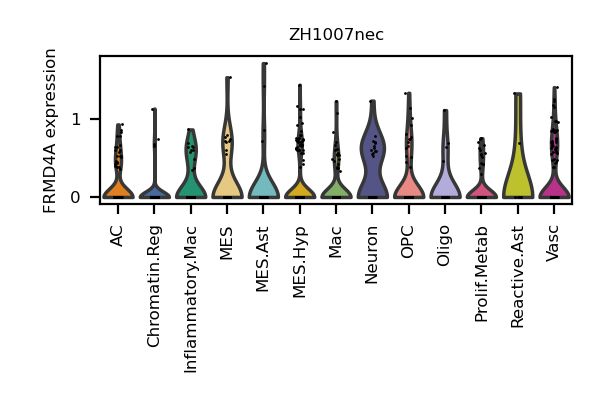 ZH1007nec
FRMD4A expression
1
0
AC
Chromatin.Reg
Inflammatory.Mac
MES
MES.Ast
MES.Hyp
Mac
Neuron
OPC
Oligo
Prolif.Metab
Reactive.Ast
Vasc